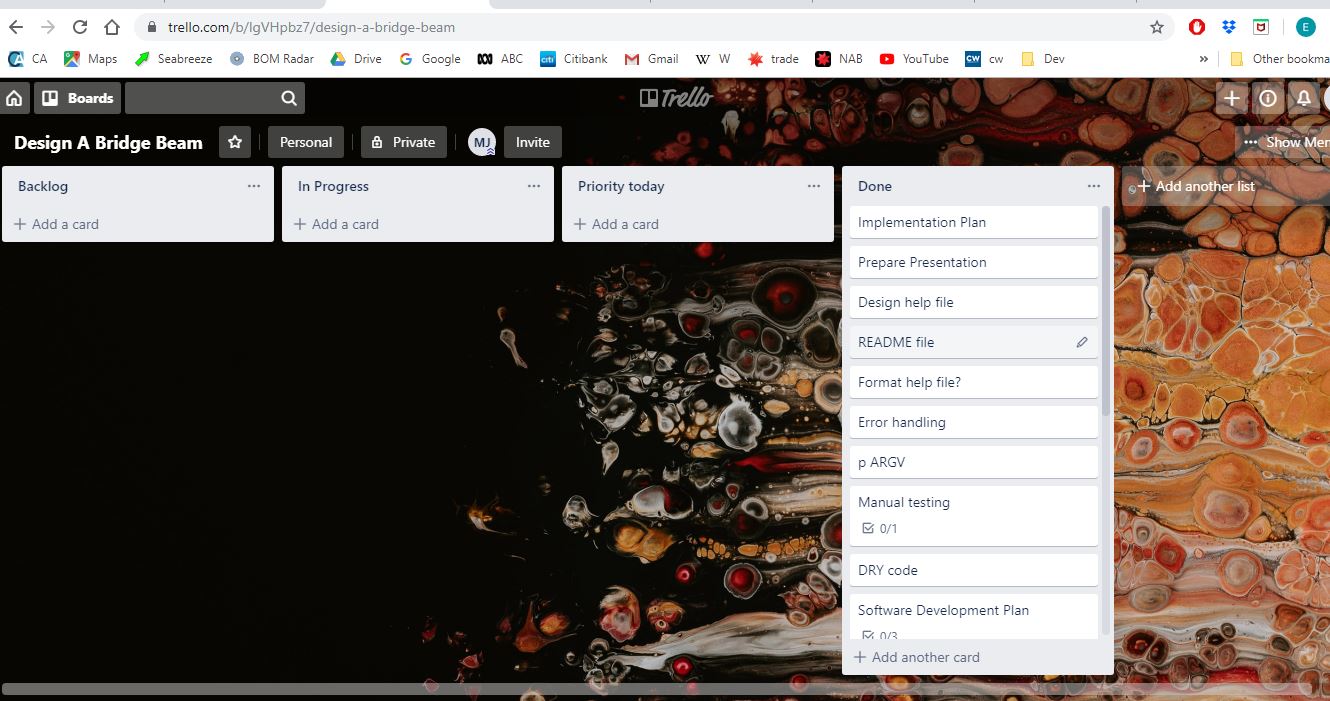 trello.com/b/lgVHpbz7/design-a-bridge-beam
E
CA Maps Seabreeze BOM Radar Drive Google ABC citi Citibank Gmail W W trade NAB YouTube CW cw Dev » Other bookma
Boards
Trello
Design A Bridge Beam Personal Private MJ Invite ... Show Men
Backlog ...
+ Add a card
In Progress ...
+ Add a card
Priority today ...
+ Add a card
Done ...
Implementation Plan
Prepare Presentation
Design help file
README file
Format help file?
Error handling
p ARGV
Manual testing
0/1
DRY code
Software Development Plan
0/3
+ Add another card
+ Add another list